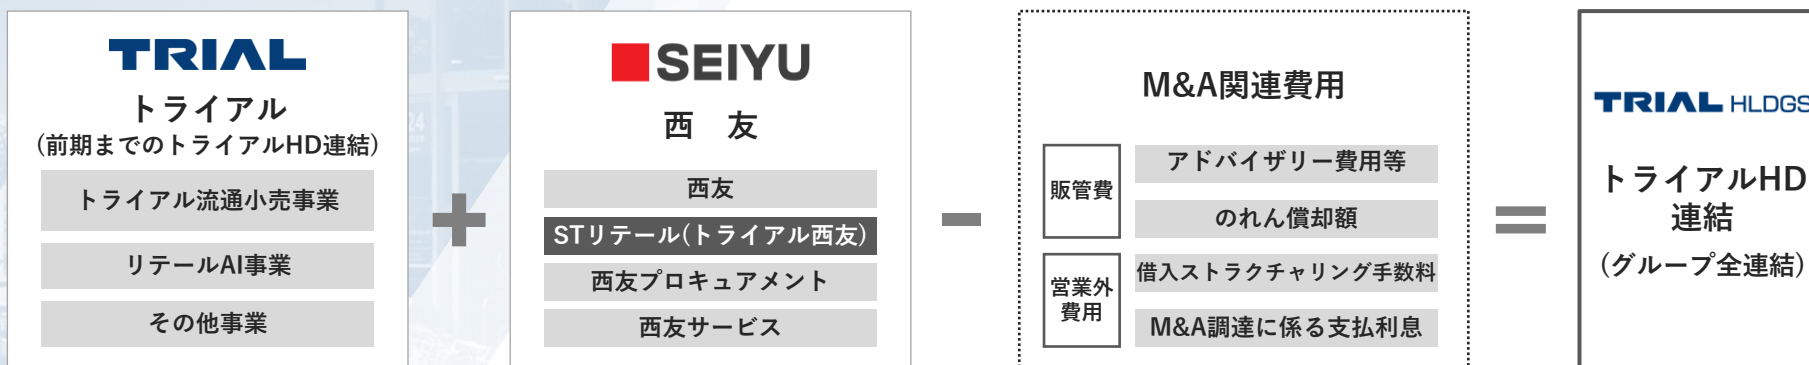 TRIAL
トライアル
(前期までのトライアルHD連結)
トライアル流通小売事業
リテールAI事業
その他事業
+
SEIYU
西　友
西友
STリテール(トライアル西友)
西友プロキュアメント
西友サービス
-
M&A関連費用
販管費
アドバイザリー費用等
のれん償却額
営業外
費用
借入ストラクチャリング手数料
M&A調達に係る支払利息
=
TRIAL HLDGS
トライアルHD
連結
(グループ全連結)